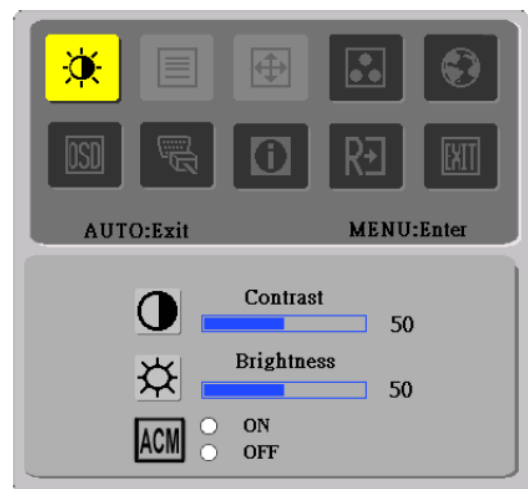 OSD i R EXIT
AUTO:Exit MENU:Enter
Contrast
50
Brightness
50
ACM ON
OFF